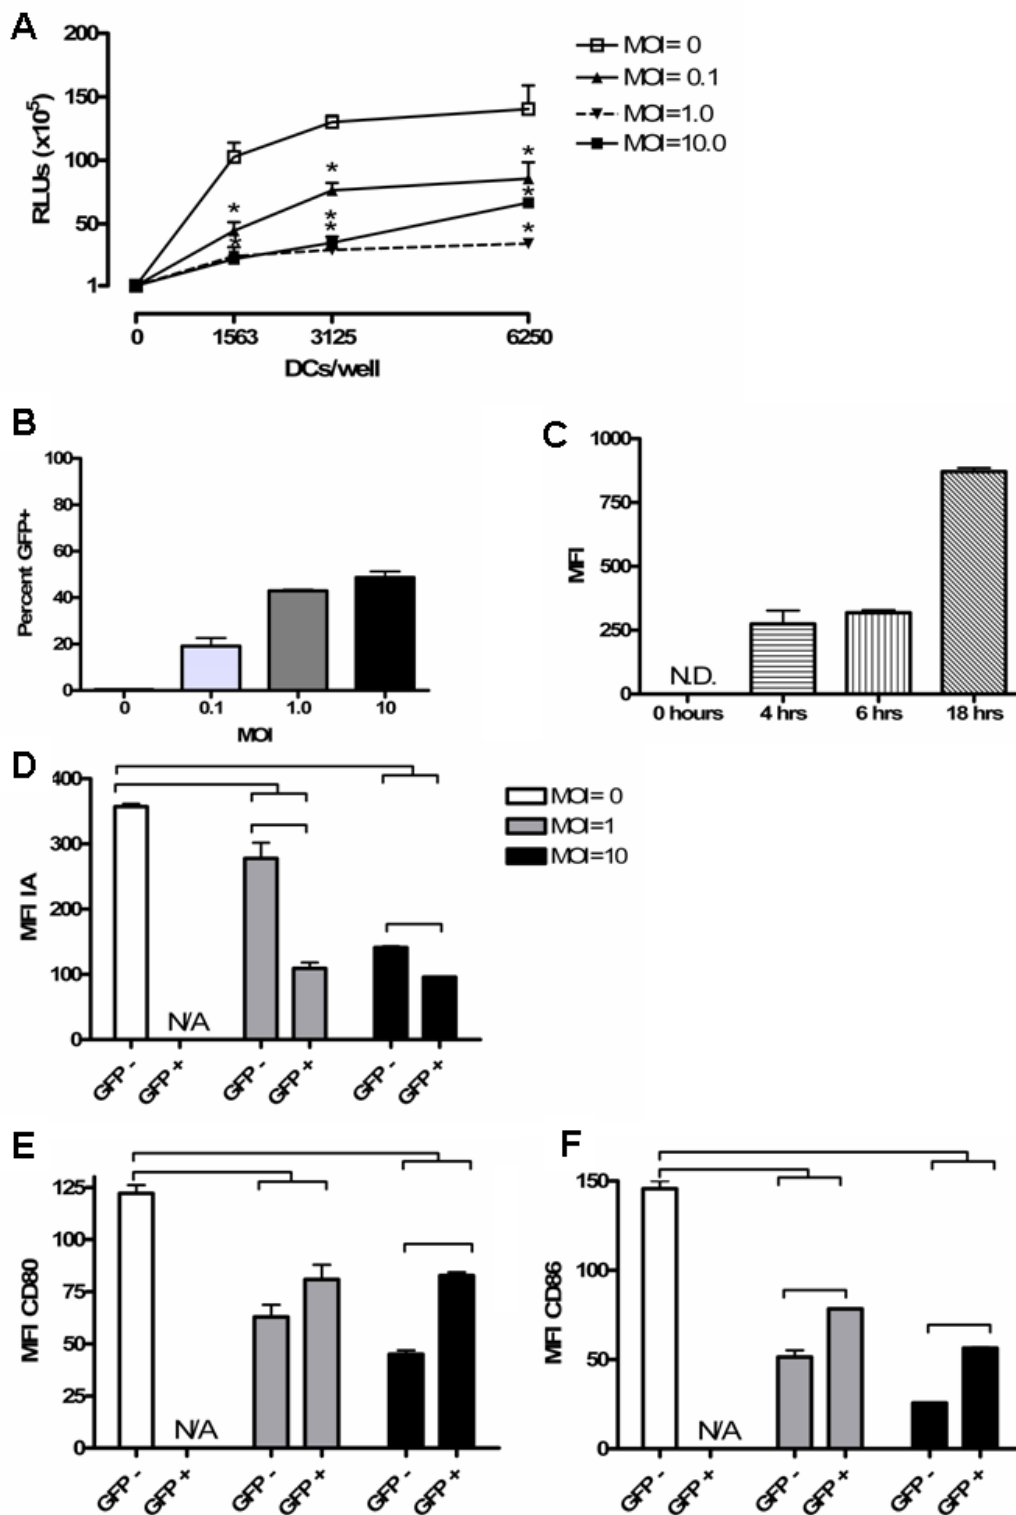 A
200
150
100
50
1
RLUs (x10⁵)
0 1563 3125 6250
DCs/well
MOI= 0
MOI= 0.1
MOI=1.0
MOI=10.0
*
*
*
*
*
*
*
*
*
B
100
80
60
40
20
0
Percent GFP+
0 0.1 1.0 10
MOI
C
1000
750
500
250
0
MFI
N.D.
0 hours 4 hrs 6 hrs 18 hrs
D
400
300
200
100
0
MFI IA
N/A
GFP - GFP + GFP - GFP + GFP - GFP +
MOI= 0
MOI=1
MOI=10
E
125
100
75
50
25
0
MFI CD80
N/A
GFP - GFP + GFP - GFP + GFP - GFP +
F
150
100
50
0
MFI CD86
N/A
GFP - GFP + GFP - GFP + GFP - GFP +